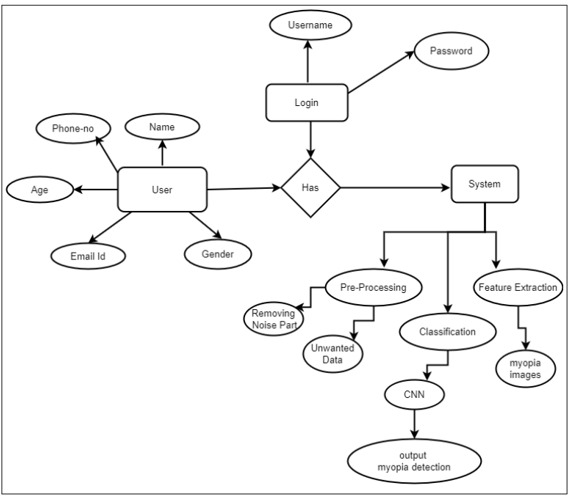 Username
Password
Login
Phone-no
Name
Age
User
Has
System
Email Id
Gender
Pre-Processing
Feature Extraction
Removing
Noise Part
Classification
Unwanted
Data
myopia
images
CNN
output
myopia detection